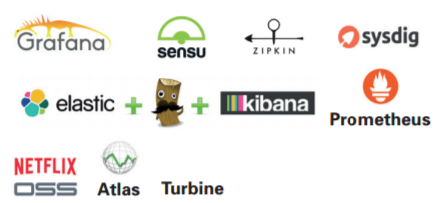 Grafana
sensu
ZIPKIN
sysdig
elastic + + kibana
Prometheus
NETFLIX
OSS
Atlas
Turbine